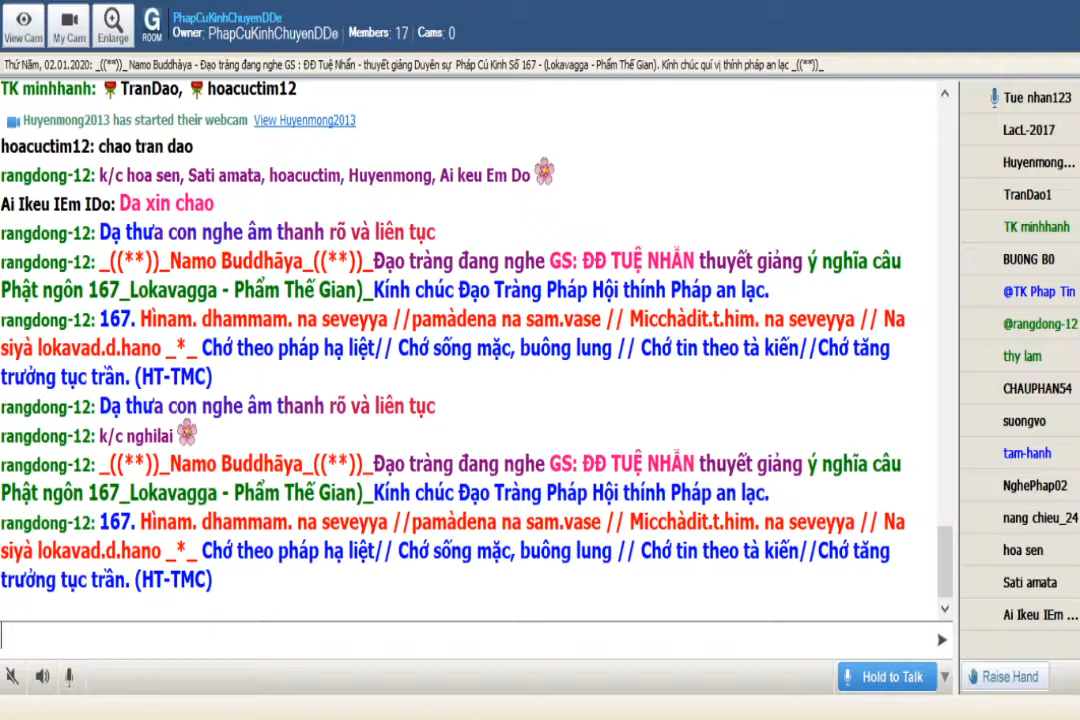 View Cam
My Cam
Enlarge
G
ROOM
PhapCuKinhChuyenDDe
Owner: PhapCuKinhChuyenDDe | Members: 17 | Cams: 0
Thứ Năm, 02.01.2020: _((**))_ Namo Buddhàya - Đạo tràng đang nghe GS : ĐĐ Tuệ Nhẫn - thuyết giảng Duyên sự Pháp Cú Kinh Số 167 - (Lokavagga - Phẩm Thế Gian). Kính chúc quí vị thính pháp an lạc _((**))_
TK minhhanh: TranDao, hoacuctim12
Huyenmong2013 has started their webcam View Huyenmong2013
hoacuctim12: chao tran dao
rangdong-12: k/c hoa sen, Sati amata, hoacuctim, Huyenmong, Ai keu Em Do
Ai Ikeu IEm IDo: Da xin chao
rangdong-12: Dạ thưa con nghe âm thanh rõ và liên tục
rangdong-12: _((**))_Namo Buddhāya_((**))_Đạo tràng đang nghe GS: ĐĐ TUỆ NHẪN thuyết giảng ý nghĩa câu
Phật ngôn 167_Lokavagga - Phẩm Thế Gian)_Kính chúc Đạo Tràng Pháp Hội thính Pháp an lạc.
rangdong-12: 167. Hìnam. dhammam. na seveyya //pamàdena na sam.vase // Micchàdit.t.him. na seveyya // Na
siyà lokavad.d.hano _*_ Chớ theo pháp hạ liệt// Chớ sống mặc, buông lung // Chớ tin theo tà kiến//Chớ tăng
trưởng tục trần. (HT-TMC)
rangdong-12: Dạ thưa con nghe âm thanh rõ và liên tục
rangdong-12: k/c nghilai
rangdong-12: _((**))_Namo Buddhāya_((**))_Đạo tràng đang nghe GS: ĐĐ TUỆ NHẪN thuyết giảng ý nghĩa câu
Phật ngôn 167_Lokavagga - Phẩm Thế Gian)_Kính chúc Đạo Tràng Pháp Hội thính Pháp an lạc.
rangdong-12: 167. Hìnam. dhammam. na seveyya //pamàdena na sam.vase // Micchàdit.t.him. na seveyya // Na
siyà lokavad.d.hano _*_ Chớ theo pháp hạ liệt// Chớ sống mặc, buông lung // Chớ tin theo tà kiến//Chớ tăng
trưởng tục trần. (HT-TMC)
Tue nhan123
LacL-2017
Huyenmong...
TranDao1
TK minhhanh
BUONG BO
@TK Phap Tin
@rangdong-12
thy lam
CHAUPHAN54
suongvo
tam-hanh
NghePhap02
nang chieu_24
hoa sen
Sati amata
Ai Ikeu IEm ...
Hold to Talk
Raise Hand